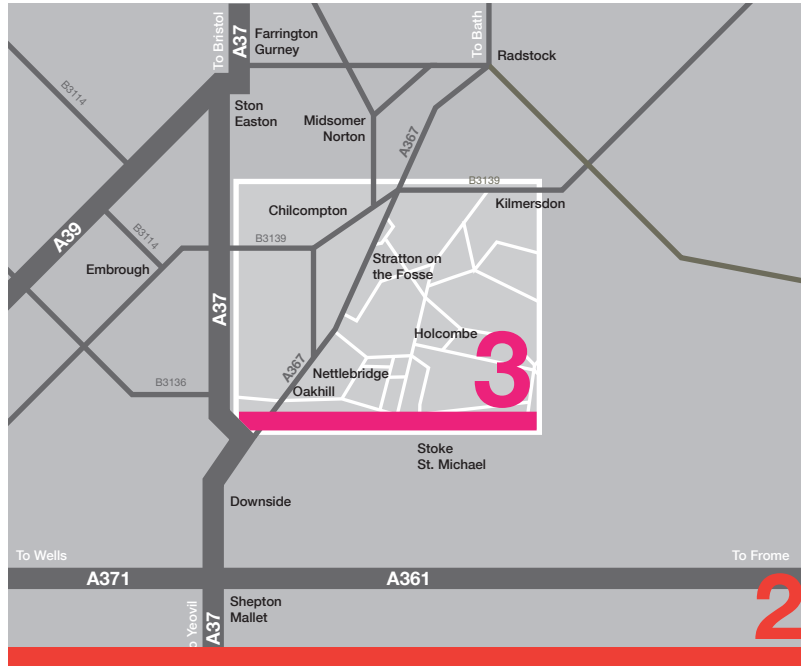 To Bristol
A37
Farrington
Gurney
To Bath
Radstock
B3114
Ston
Easton
Midsomer
Norton
A367
B3139
Kilmersdon
Chilcompton
A39
B3114
B3139
Embrough
Stratton on
the Fosse
A37
Holcombe
3
A367
Nettlebridge
Oakhill
B3136
Stoke
St. Michael
Downside
To Wells
To Frome
A371
A361
2
Shepton
Mallet
o Yeovil
A37